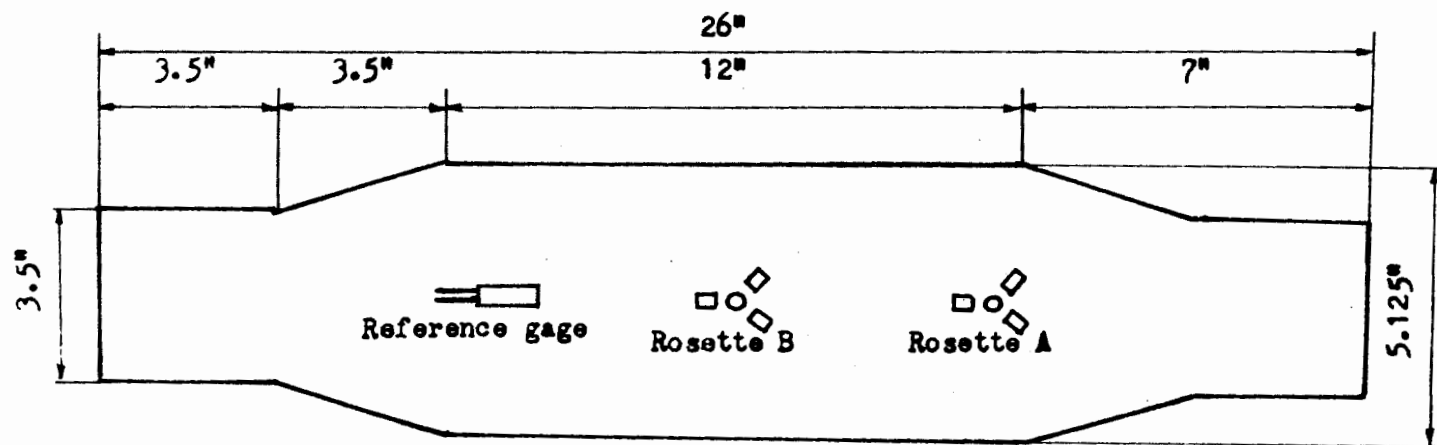 26"
3.5" 3.5" 12" 7"
3.5"
5.125"
Reference gage
Rosette B
Rosette A